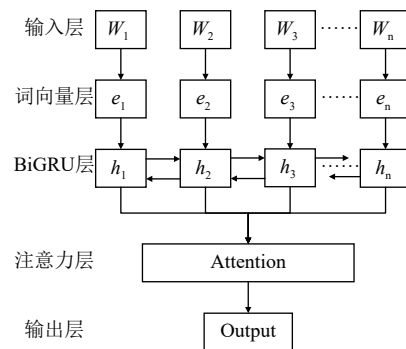 输入层 W1 W2 W3 …… Wn
词向量层 e1 e2 e3 …… en
BiGRU层 h1 h2 h3 …… hn
注意力层 Attention
输出层 Output